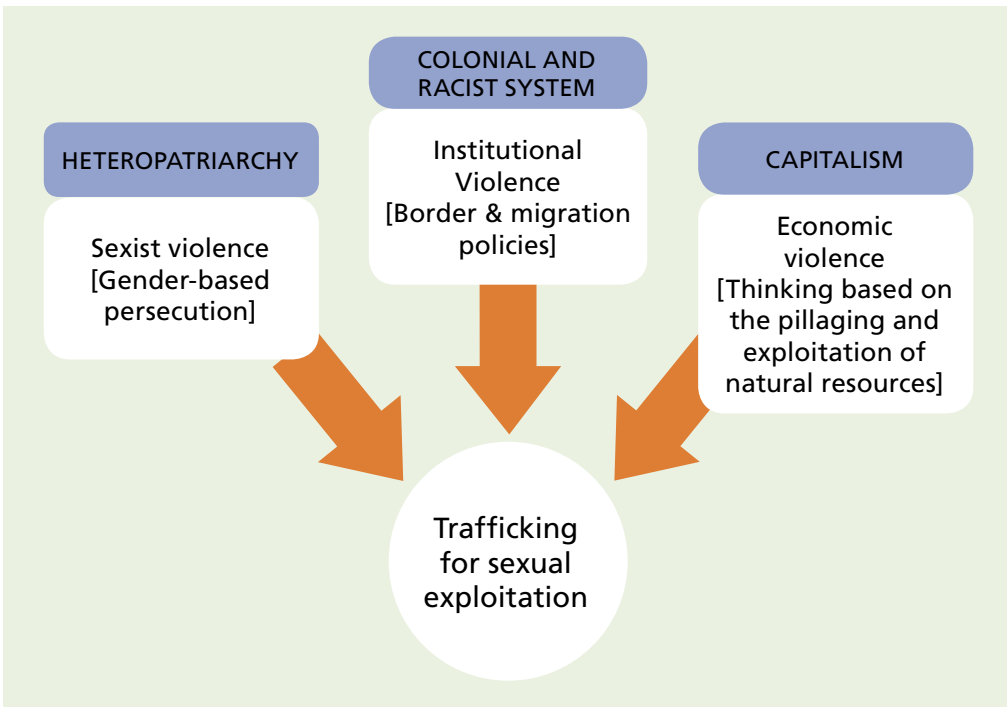 HETEROPATRIARCHY
Sexist violence
[Gender-based
persecution]
COLONIAL AND
RACIST SYSTEM
Institutional
Violence
[Border & migration
policies]
CAPITALISM
Economic
violence
[Thinking based on
the pillaging and
exploitation of
natural resources]
Trafficking
for sexual
exploitation